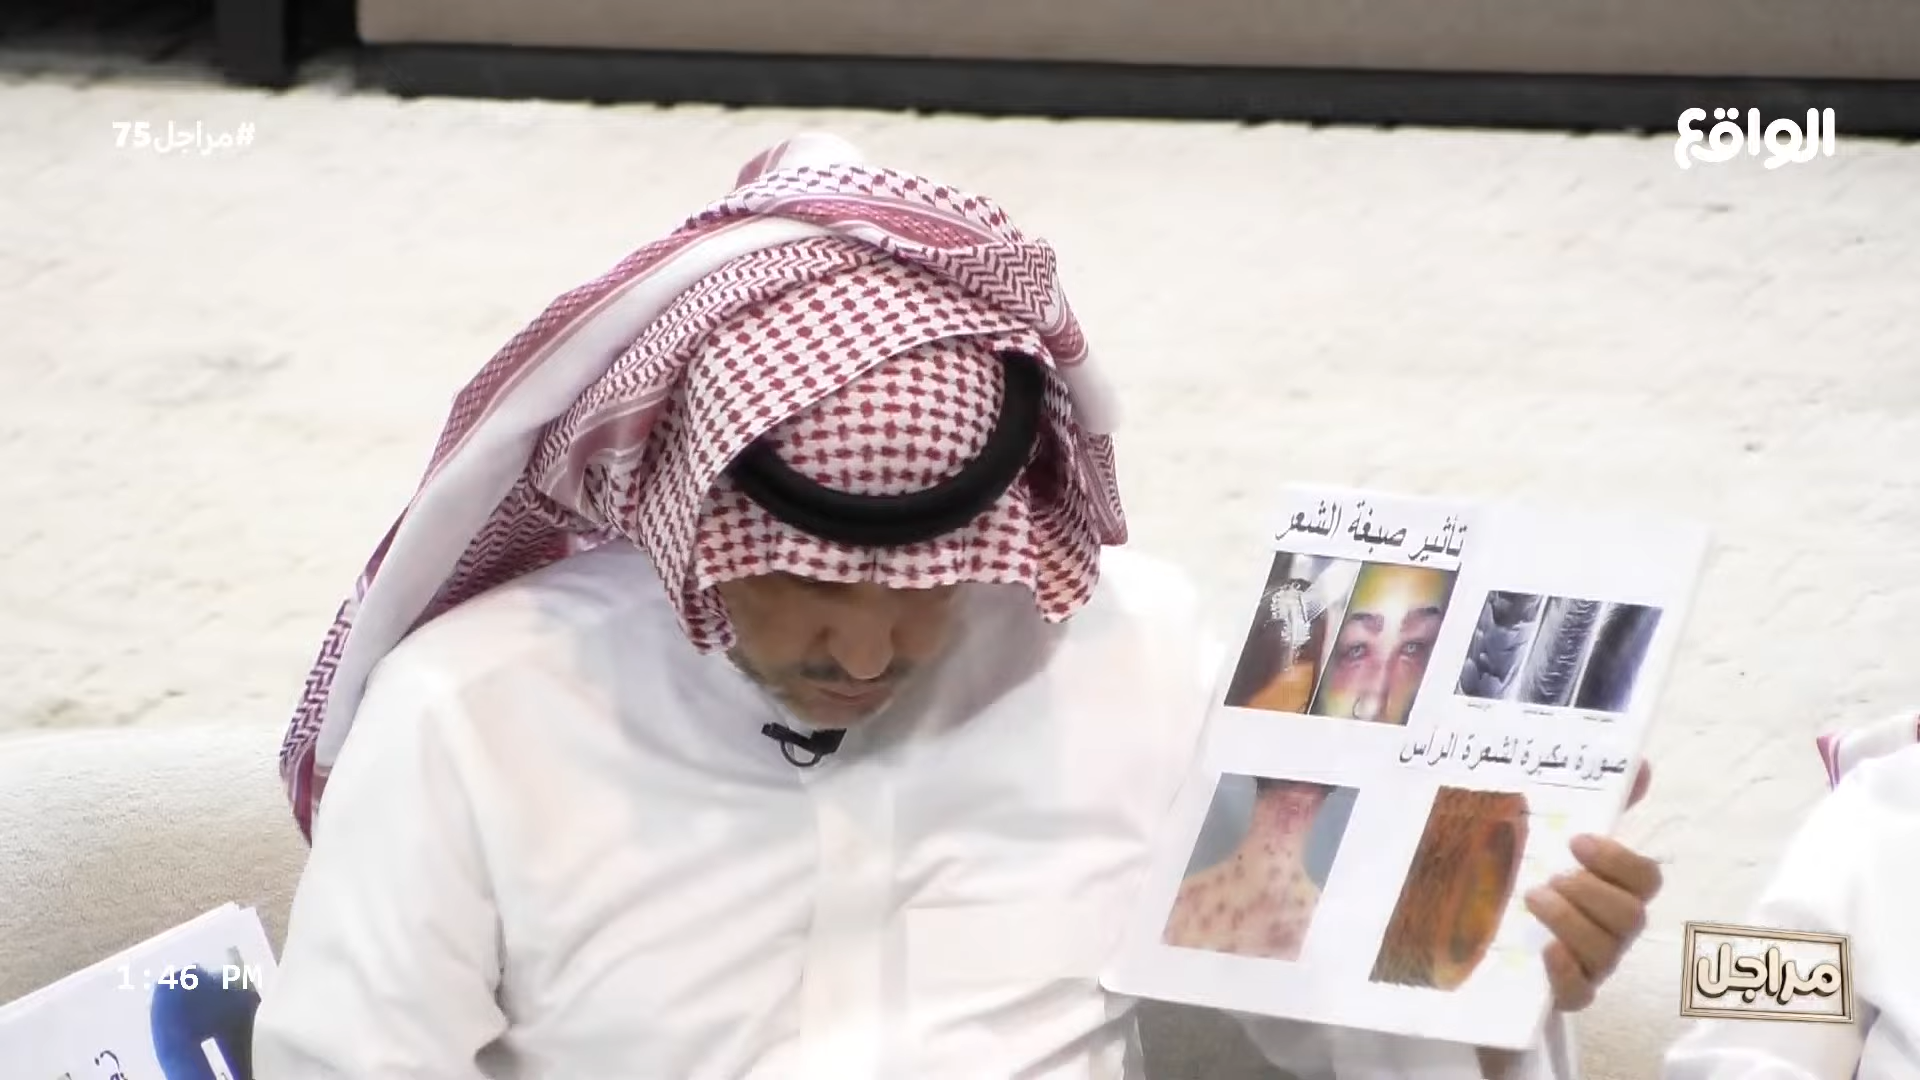 #مراجل75
الواقع
تأثير صبغة الشعر
صورة مكبرة لشعرة الرأس
مراجل
1:46 PM